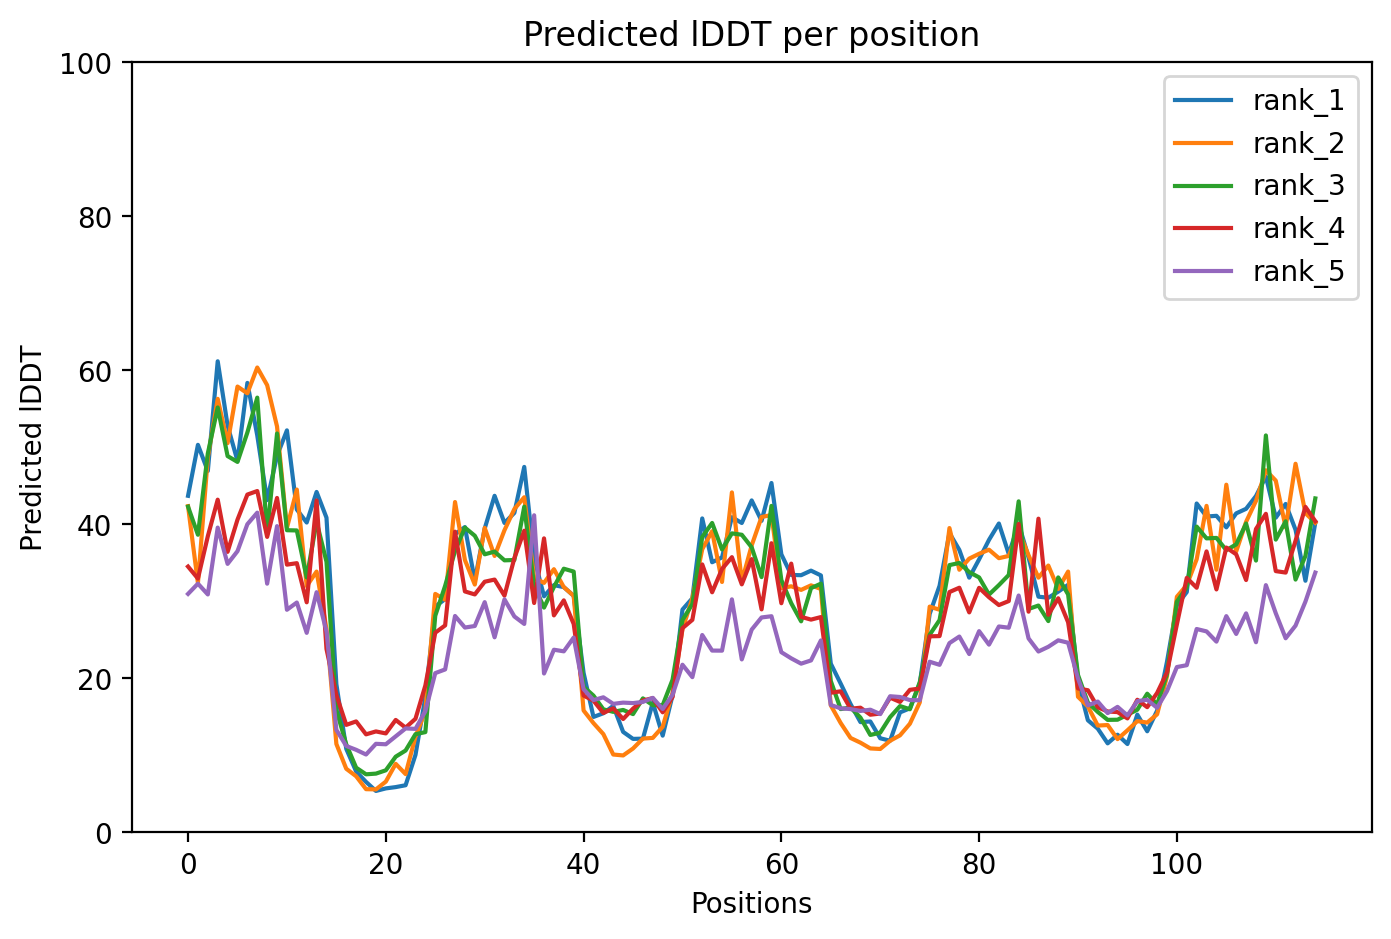 Predicted lDDT per position
100
80
60
40
20
0
Predicted lDDT
0 20 40 60 80 100
Positions
rank_1
rank_2
rank_3
rank_4
rank_5